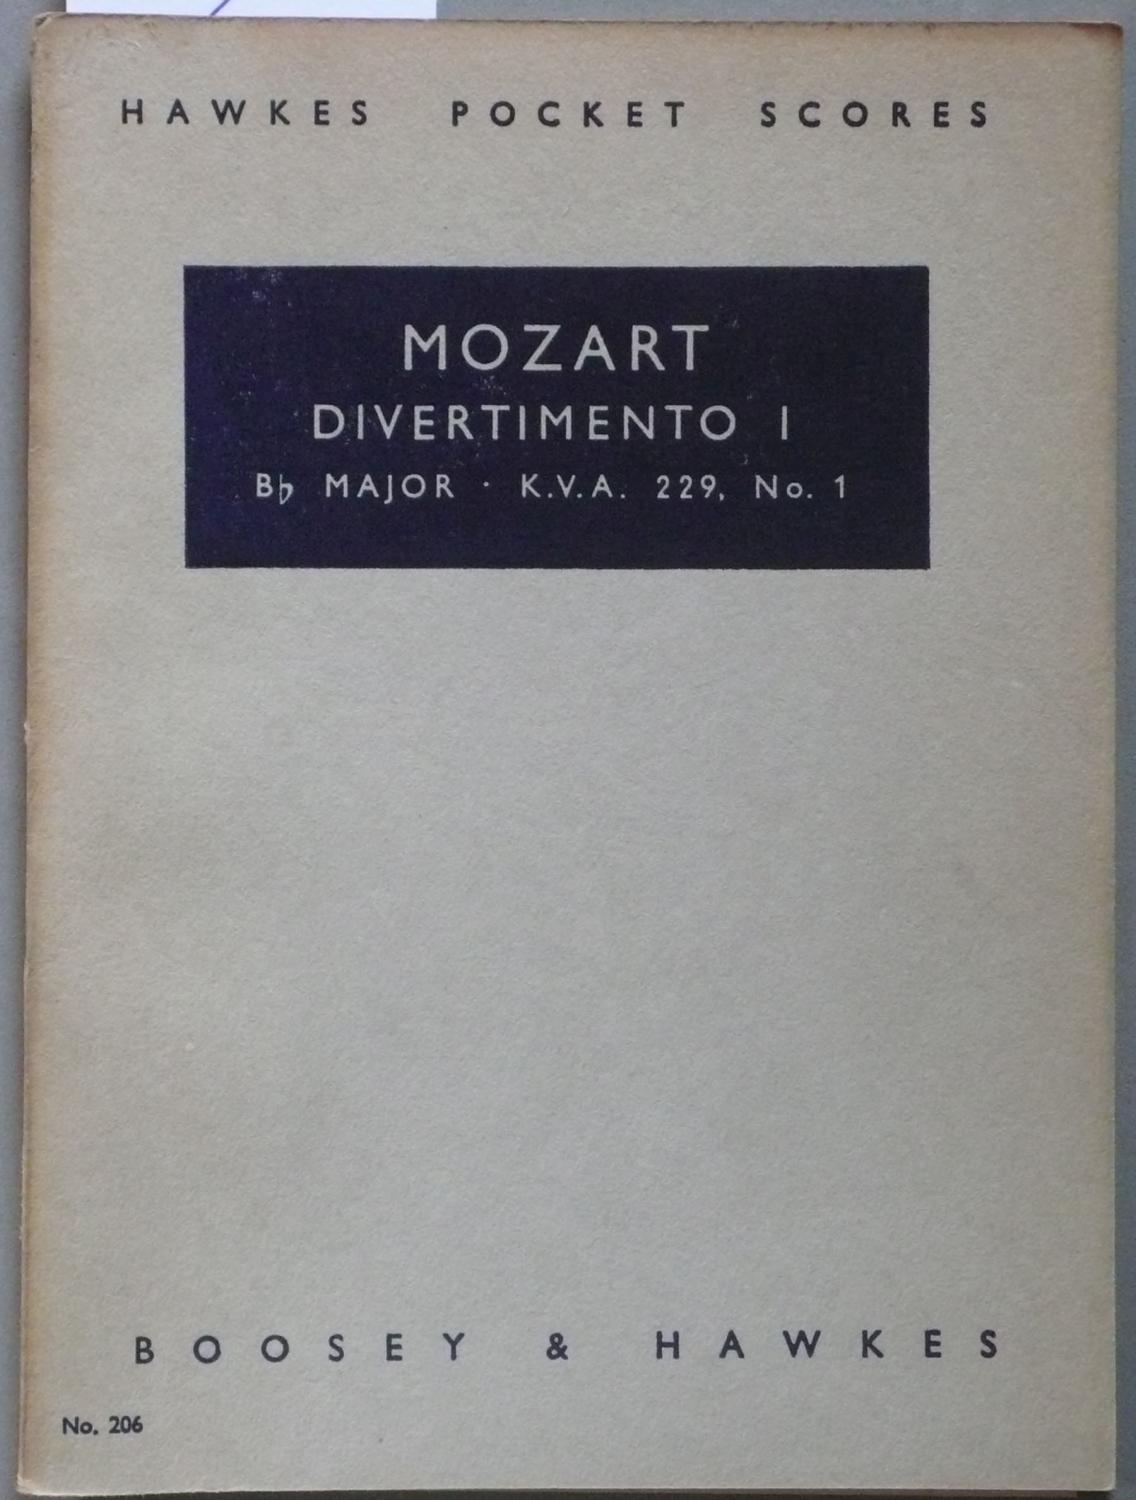 HAWKES POCKET SCORES
MOZART
DIVERTIMENTO I
B♭ MAJOR · K.V.A. 229, No. 1
BOOSEY & HAWKES
No. 206